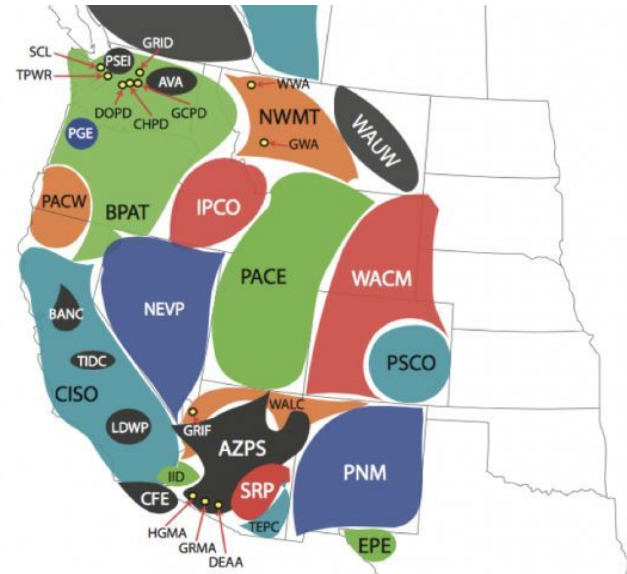 SCL
PSEI
GRID
TPWR
AVA
WWA
DOPD
GCPD
CHPD
NWMT
PGE
GWA
WAUW
PACW
BPAT
IPCO
PACE
WACM
BANC
NEVP
TIDC
PSCO
CISO
WALC
LDWP
GRIF
AZPS
IID
PNM
CFE
SRP
TEPC
HGMA
GRMA
DEAA
EPE